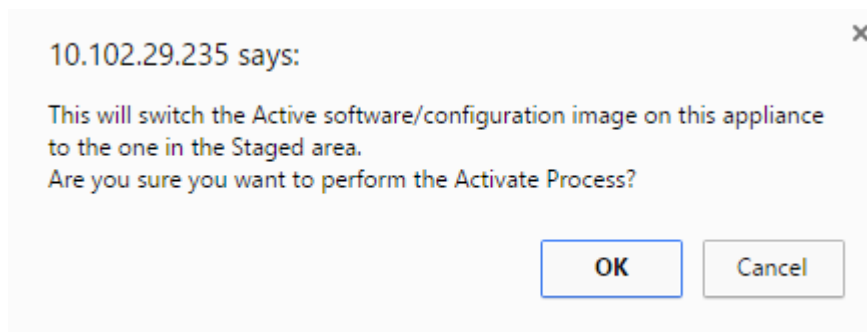 10.102.29.235 says:
This will switch the Active software/configuration image on this appliance
to the one in the Staged area.
Are you sure you want to perform the Activate Process?
OK
Cancel